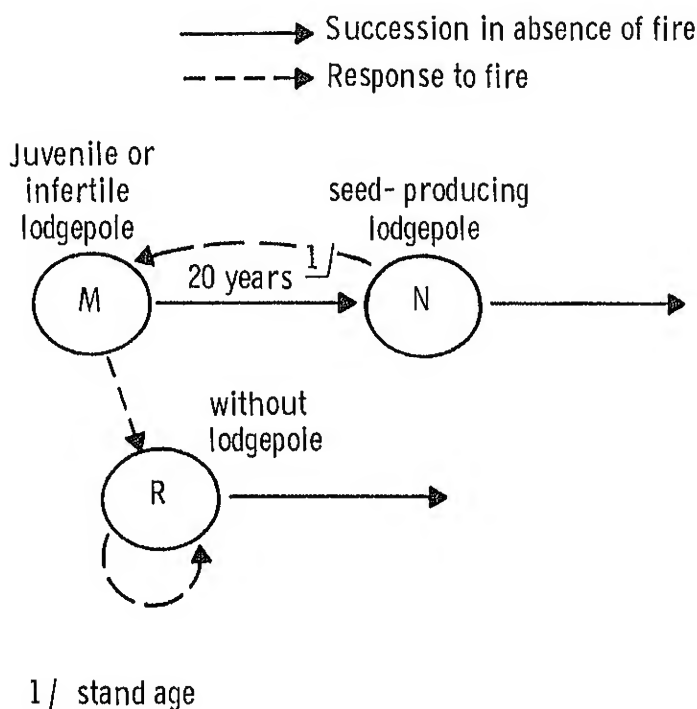 Succession in absence of fire
Response to fire
Juvenile or
infertile
lodgepole
seed-producing
lodgepole
20 years 1/
M
N
without
lodgepole
R
1/ stand age